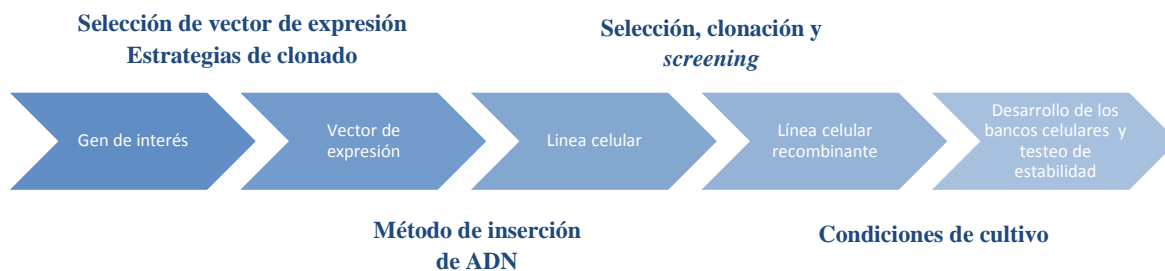 Selección de vector de expresión
Estrategias de clonado
Selección, clonación y
screening
Gen de interés
Vector de
expresión
Linea celular
Línea celular
recombinante
Desarrollo de los
bancos celulares y
testeo de
estabilidad
Método de inserción
de ADN
Condiciones de cultivo